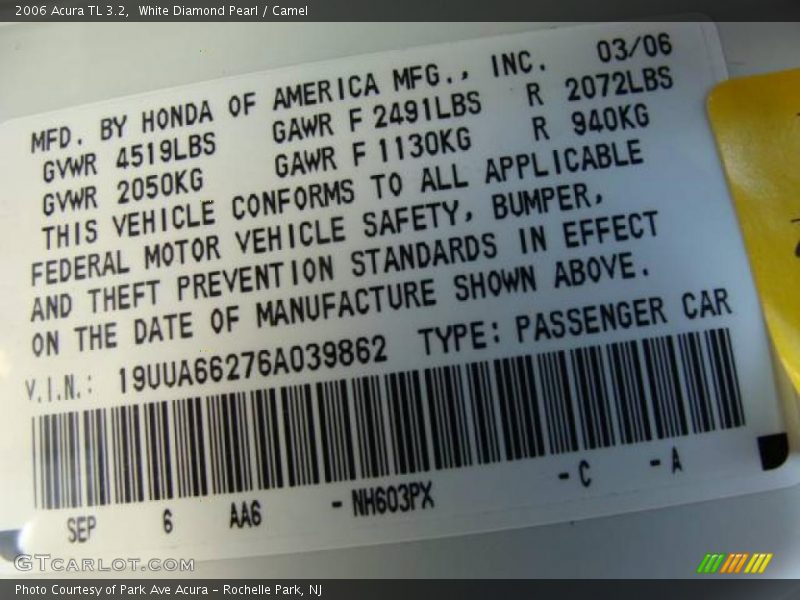 2006 Acura TL 3.2,  White Diamond Pearl / Camel
MFD. BY HONDA OF AMERICA MFG., INC. 03/06
GVWR 4519LBS GAWR F 2491LBS R 2072LBS
GVWR 2050KG GAWR F 1130KG R 940KG
THIS VEHICLE CONFORMS TO ALL APPLICABLE
FEDERAL MOTOR VEHICLE SAFETY, BUMPER,
AND THEFT PREVENTION STANDARDS IN EFFECT
ON THE DATE OF MANUFACTURE SHOWN ABOVE.
V.I.N.: 19UUA66276A039862 TYPE: PASSENGER CAR
SEP 6 AA6 - NH603PX - C - A
GTCARLOT.COM
Photo Courtesy of Park Ave Acura - Rochelle Park, NJ